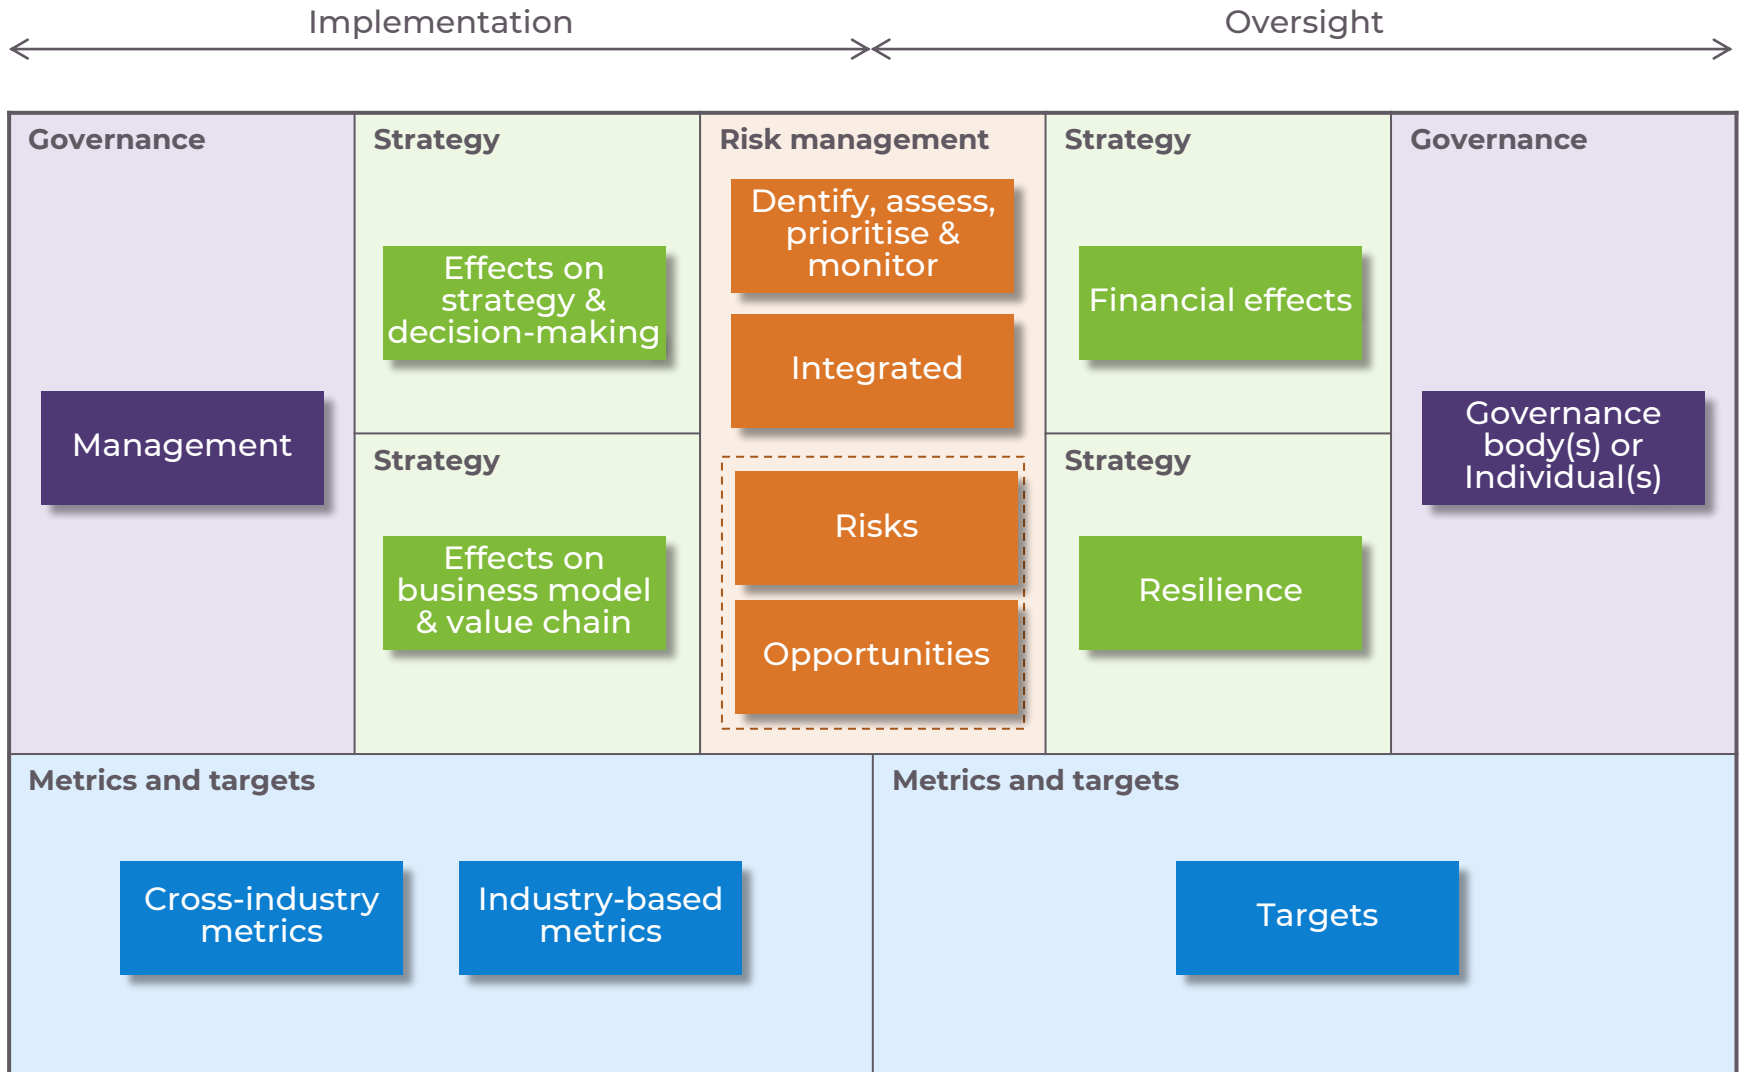 Implementation
Oversight
Governance
Management
Strategy
Effects on
strategy &
decision-making
Strategy
Effects on
business model
& value chain
Risk management
Dentify, assess,
prioritise &
monitor
Integrated
Risks
Opportunities
Strategy
Financial effects
Strategy
Resilience
Governance
Governance
body(s) or
Individual(s)
Metrics and targets
Cross-industry
metrics
Industry-based
metrics
Metrics and targets
Targets